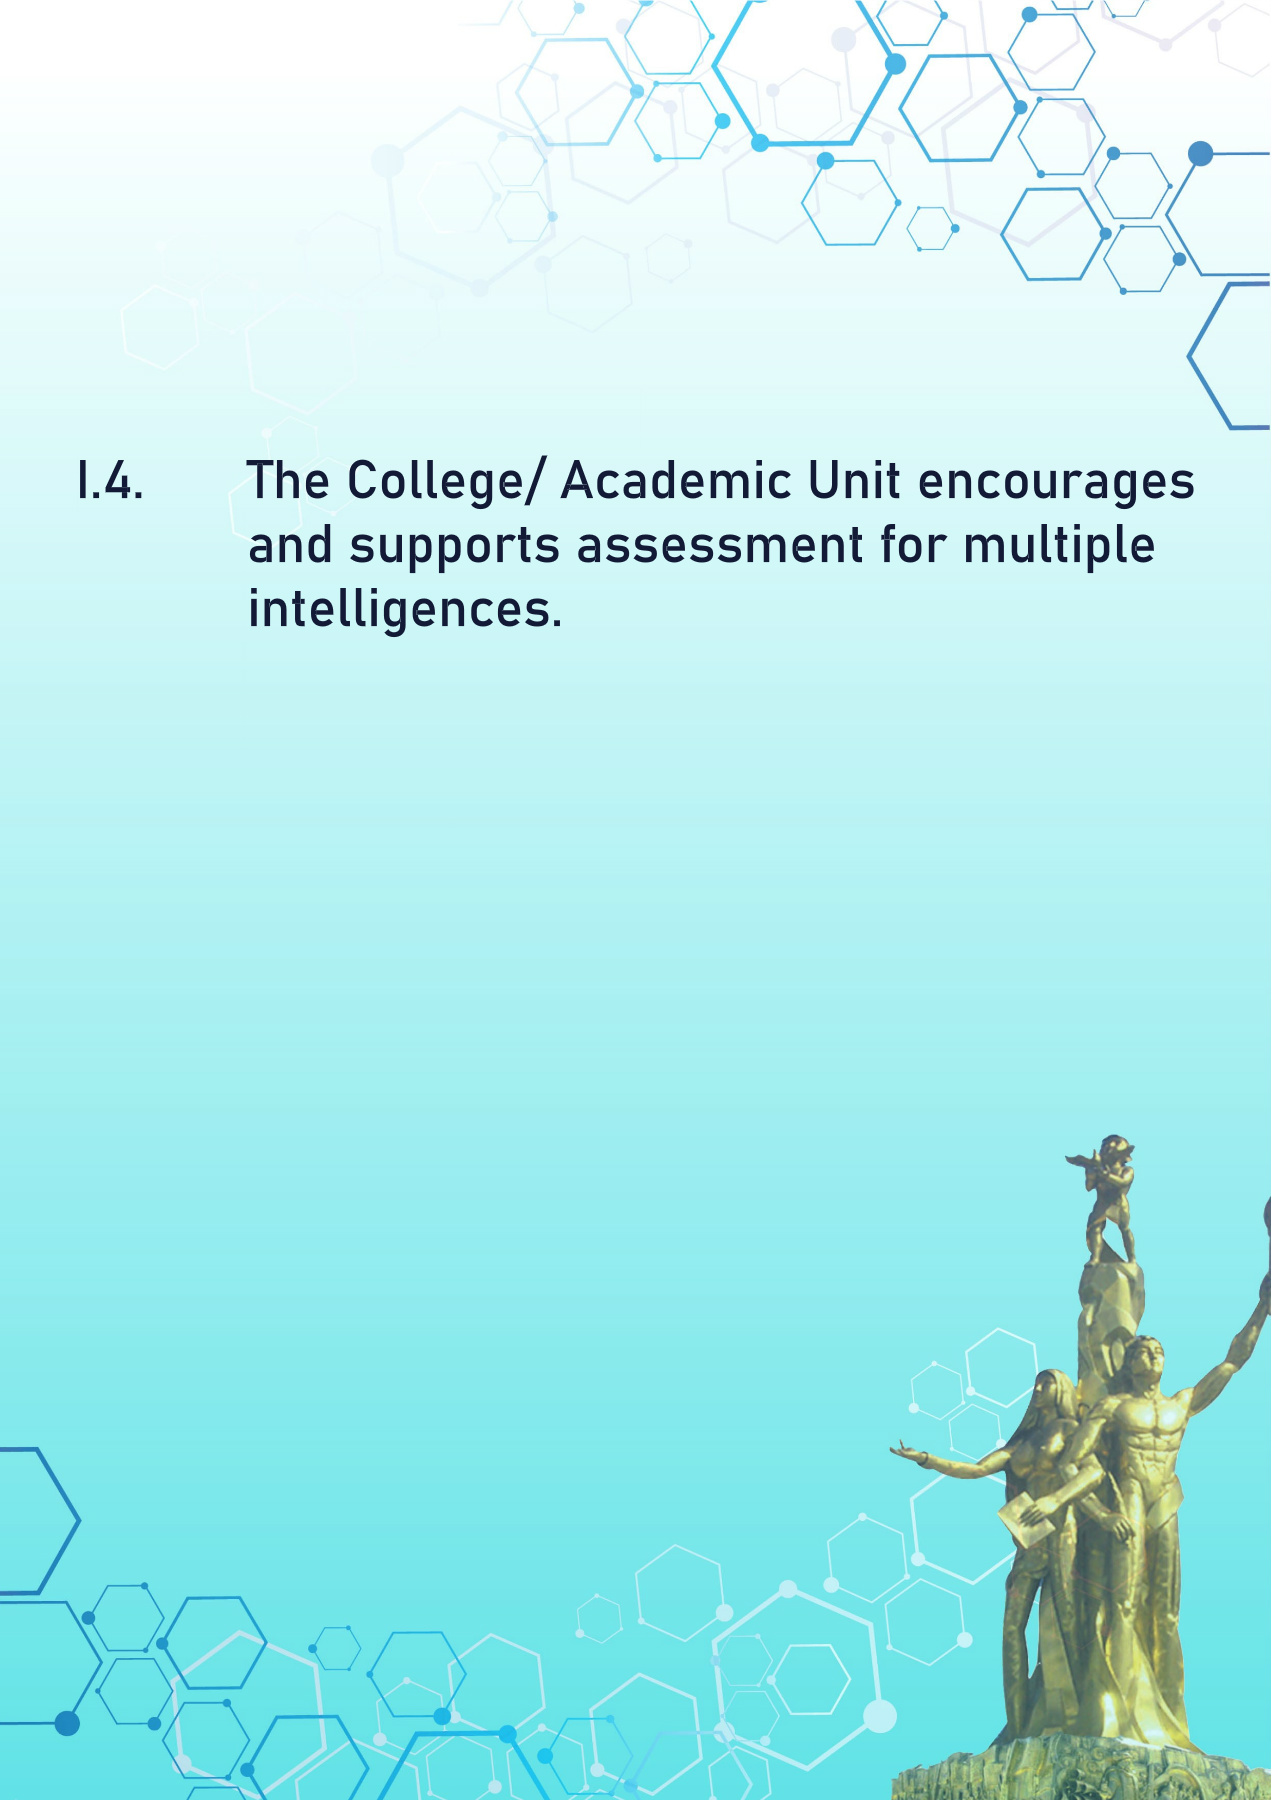 I.4. The College/ Academic Unit encourages
and supports assessment for multiple
intelligences.